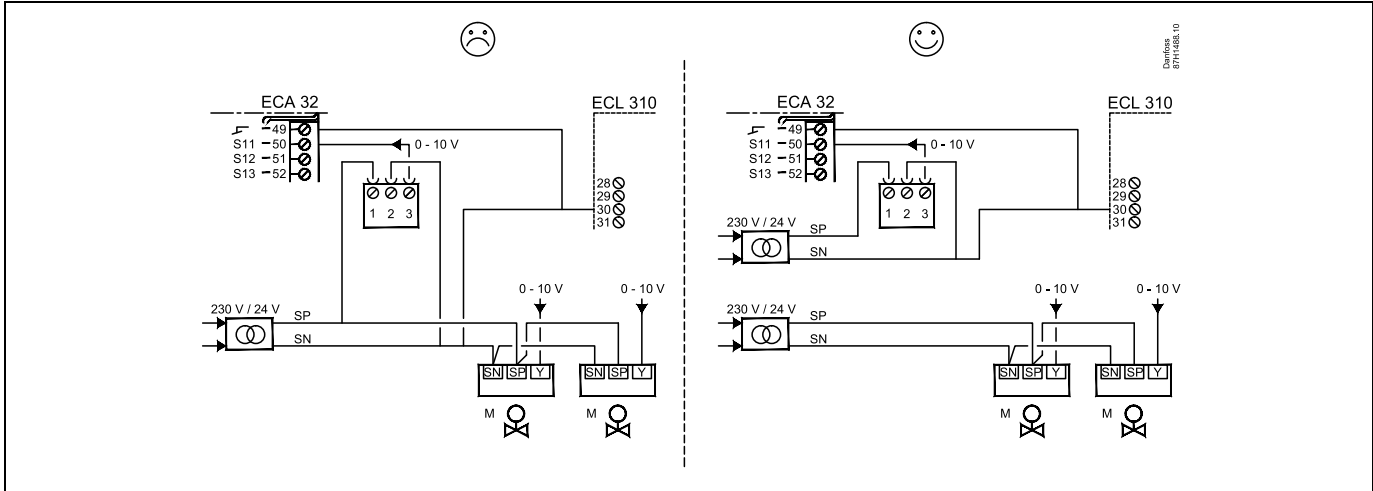 Danfoss
87H1488.10
ECA 32
ECL 310
49
S11 50
S12 51
S13 52
0 - 10 V
1 2 3
28
29
30
31
230 V / 24 V
SP
SN
0 - 10 V
0 - 10 V
SN SP Y
SN SP Y
M
M
ECA 32
ECL 310
49
S11 50
S12 51
S13 52
0 - 10 V
1 2 3
28
29
30
31
230 V / 24 V
SP
SN
230 V / 24 V
SP
SN
0 - 10 V
0 - 10 V
SN SP Y
SN SP Y
M
M